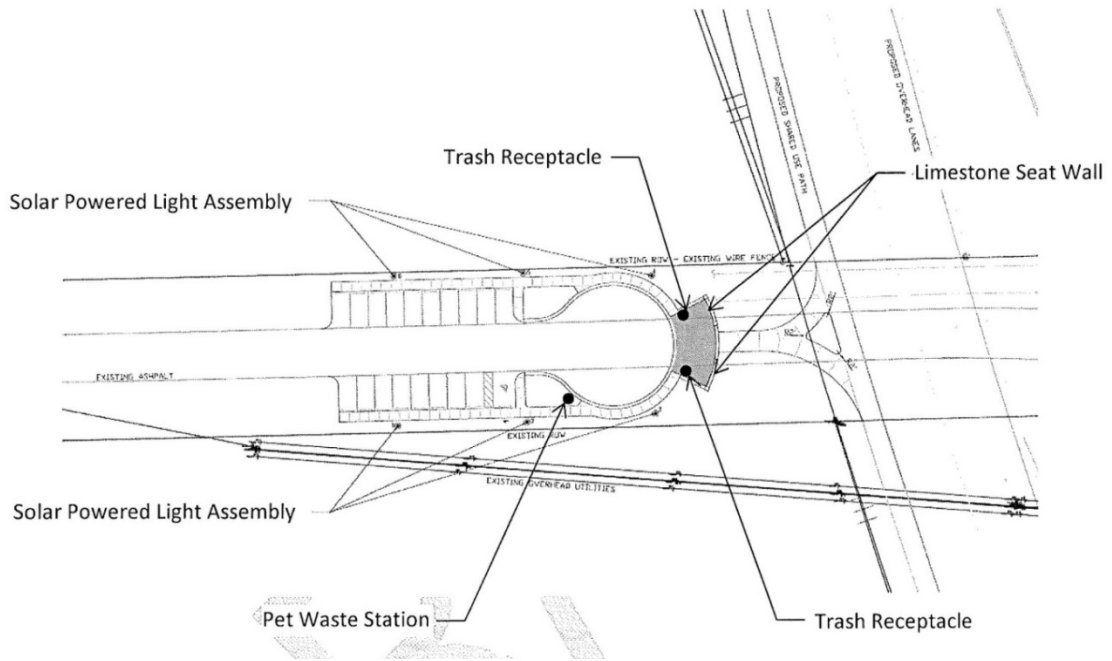 PROPOSED SHARED USE PATH
PROPOSED OVERHEAD LANES
Trash Receptacle
Limestone Seat Wall
Solar Powered Light Assembly
EXISTING ROW - EXISTING WIRE FENCE
EXISTING ASPHALT
EXISTING ROW
EXISTING OVERHEAD UTILITIES
Solar Powered Light Assembly
Pet Waste Station
Trash Receptacle